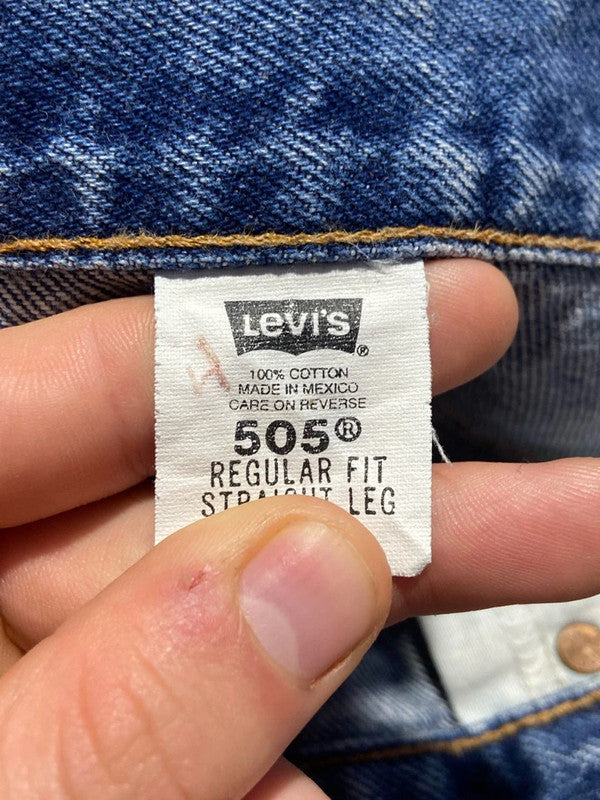 Levi's ®
100% COTTON
MADE IN MEXICO
CARE ON REVERSE
505®
REGULAR FIT
STRAIGHT LEG